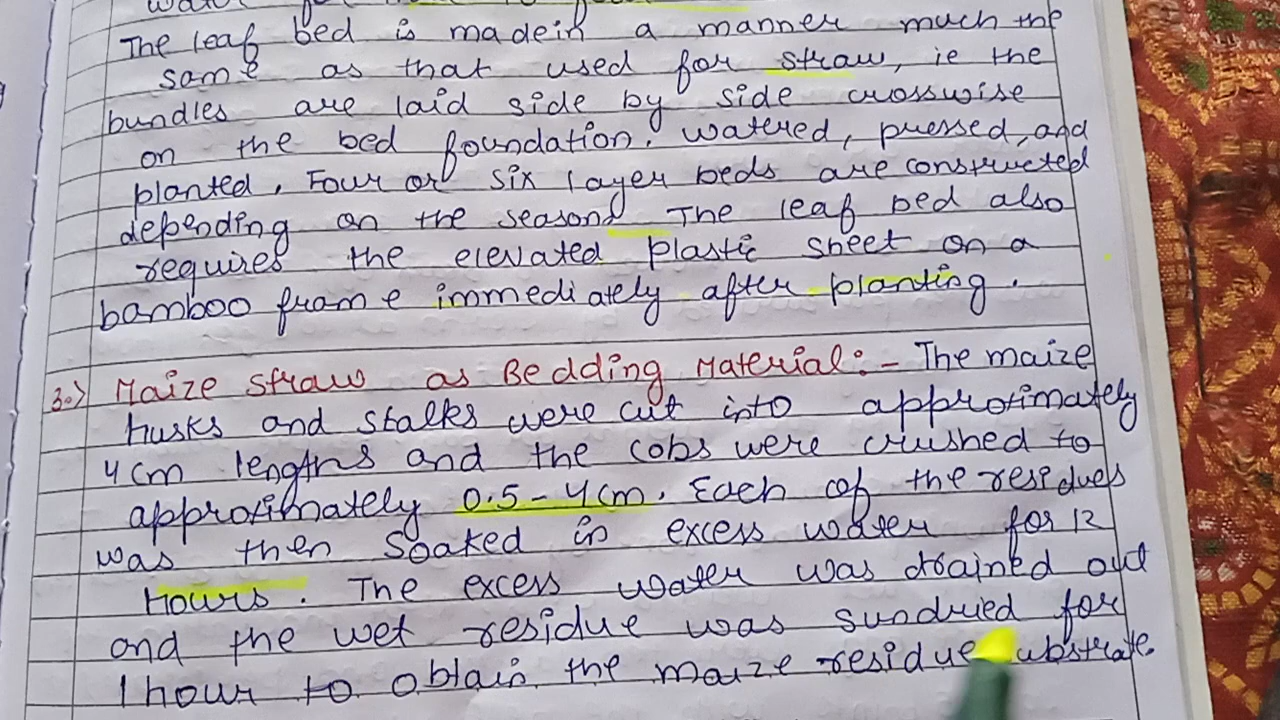 The leaf bed is made in a manner much the
same as that used for straw, ie the
bundles are laid side by side crosswise
on the bed foundation. watered, pressed, and
planted. Four or six layer beds are constructed
depending on the season. The leaf bed also
requires the elevated plastic sheet on a
bamboo frame immediately after planting.
3.) Maize straw as Bedding Material:- The maize
husks and stalks were cut into approximately
4cm lengths and the cobs were crushed to
approximately 0.5-4cm. Each of the residues
was then soaked in excess water for 12
Hours. The excess water was drained out
and the wet residue was sundried for
1 hour to obtain the maize residue substrate.